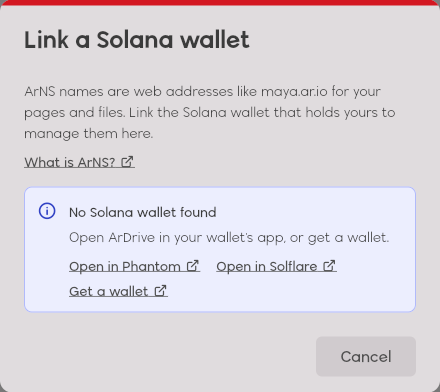 Link a Solana wallet
ArNS names are web addresses like maya.ar.io for your
pages and files. Link the Solana wallet that holds yours to
manage them here.
What is ArNS?
No Solana wallet found
Open ArDrive in your wallet's app, or get a wallet.
Open in Phantom Open in Solflare
Get a wallet
Cancel